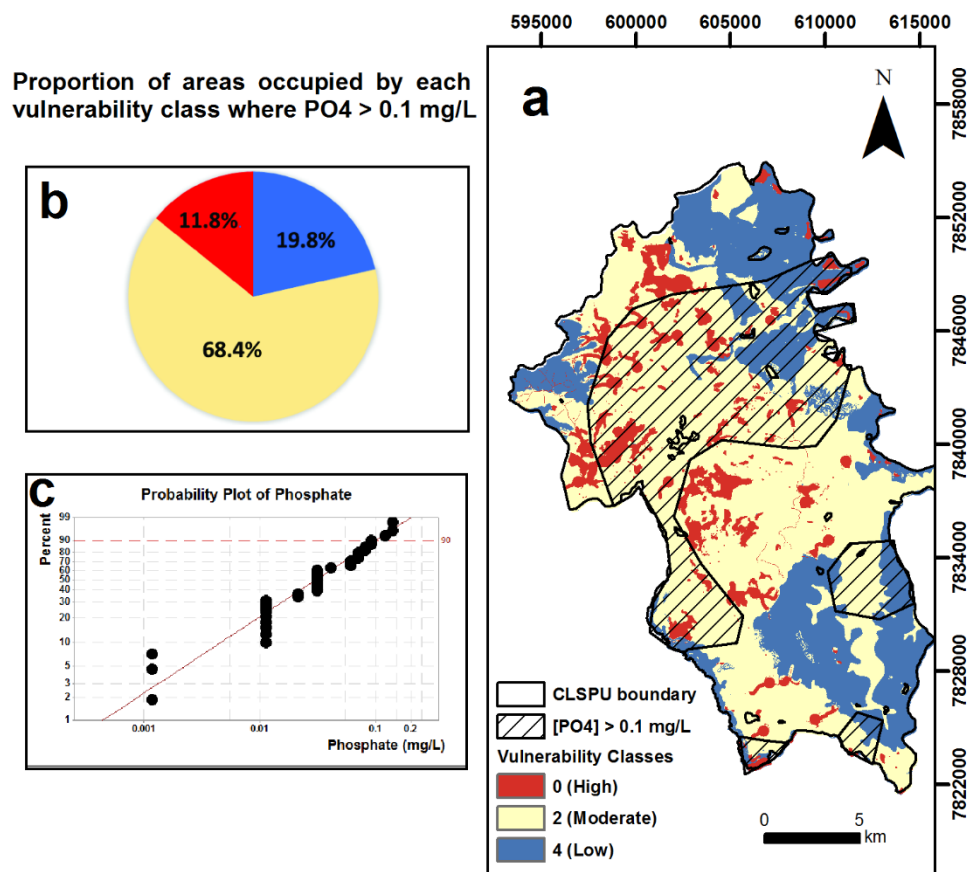 595000 600000 605000 610000 615000
Proportion of areas occupied by each
vulnerability class where PO4 > 0.1 mg/L
a
N
7858000
7852000
7846000
7840000
7834000
7828000
7822000
b
11.8%
19.8%
68.4%
c
Probability Plot of Phosphate
Percent
99
90
80
70
60
50
40
30
20
10
5
3
2
1
90
0.001 0.01 0.1 0.2
Phosphate (mg/L)
CLSPU boundary
[PO4] > 0.1 mg/L
Vulnerability Classes
0 (High)
2 (Moderate)
4 (Low)
0 5
km